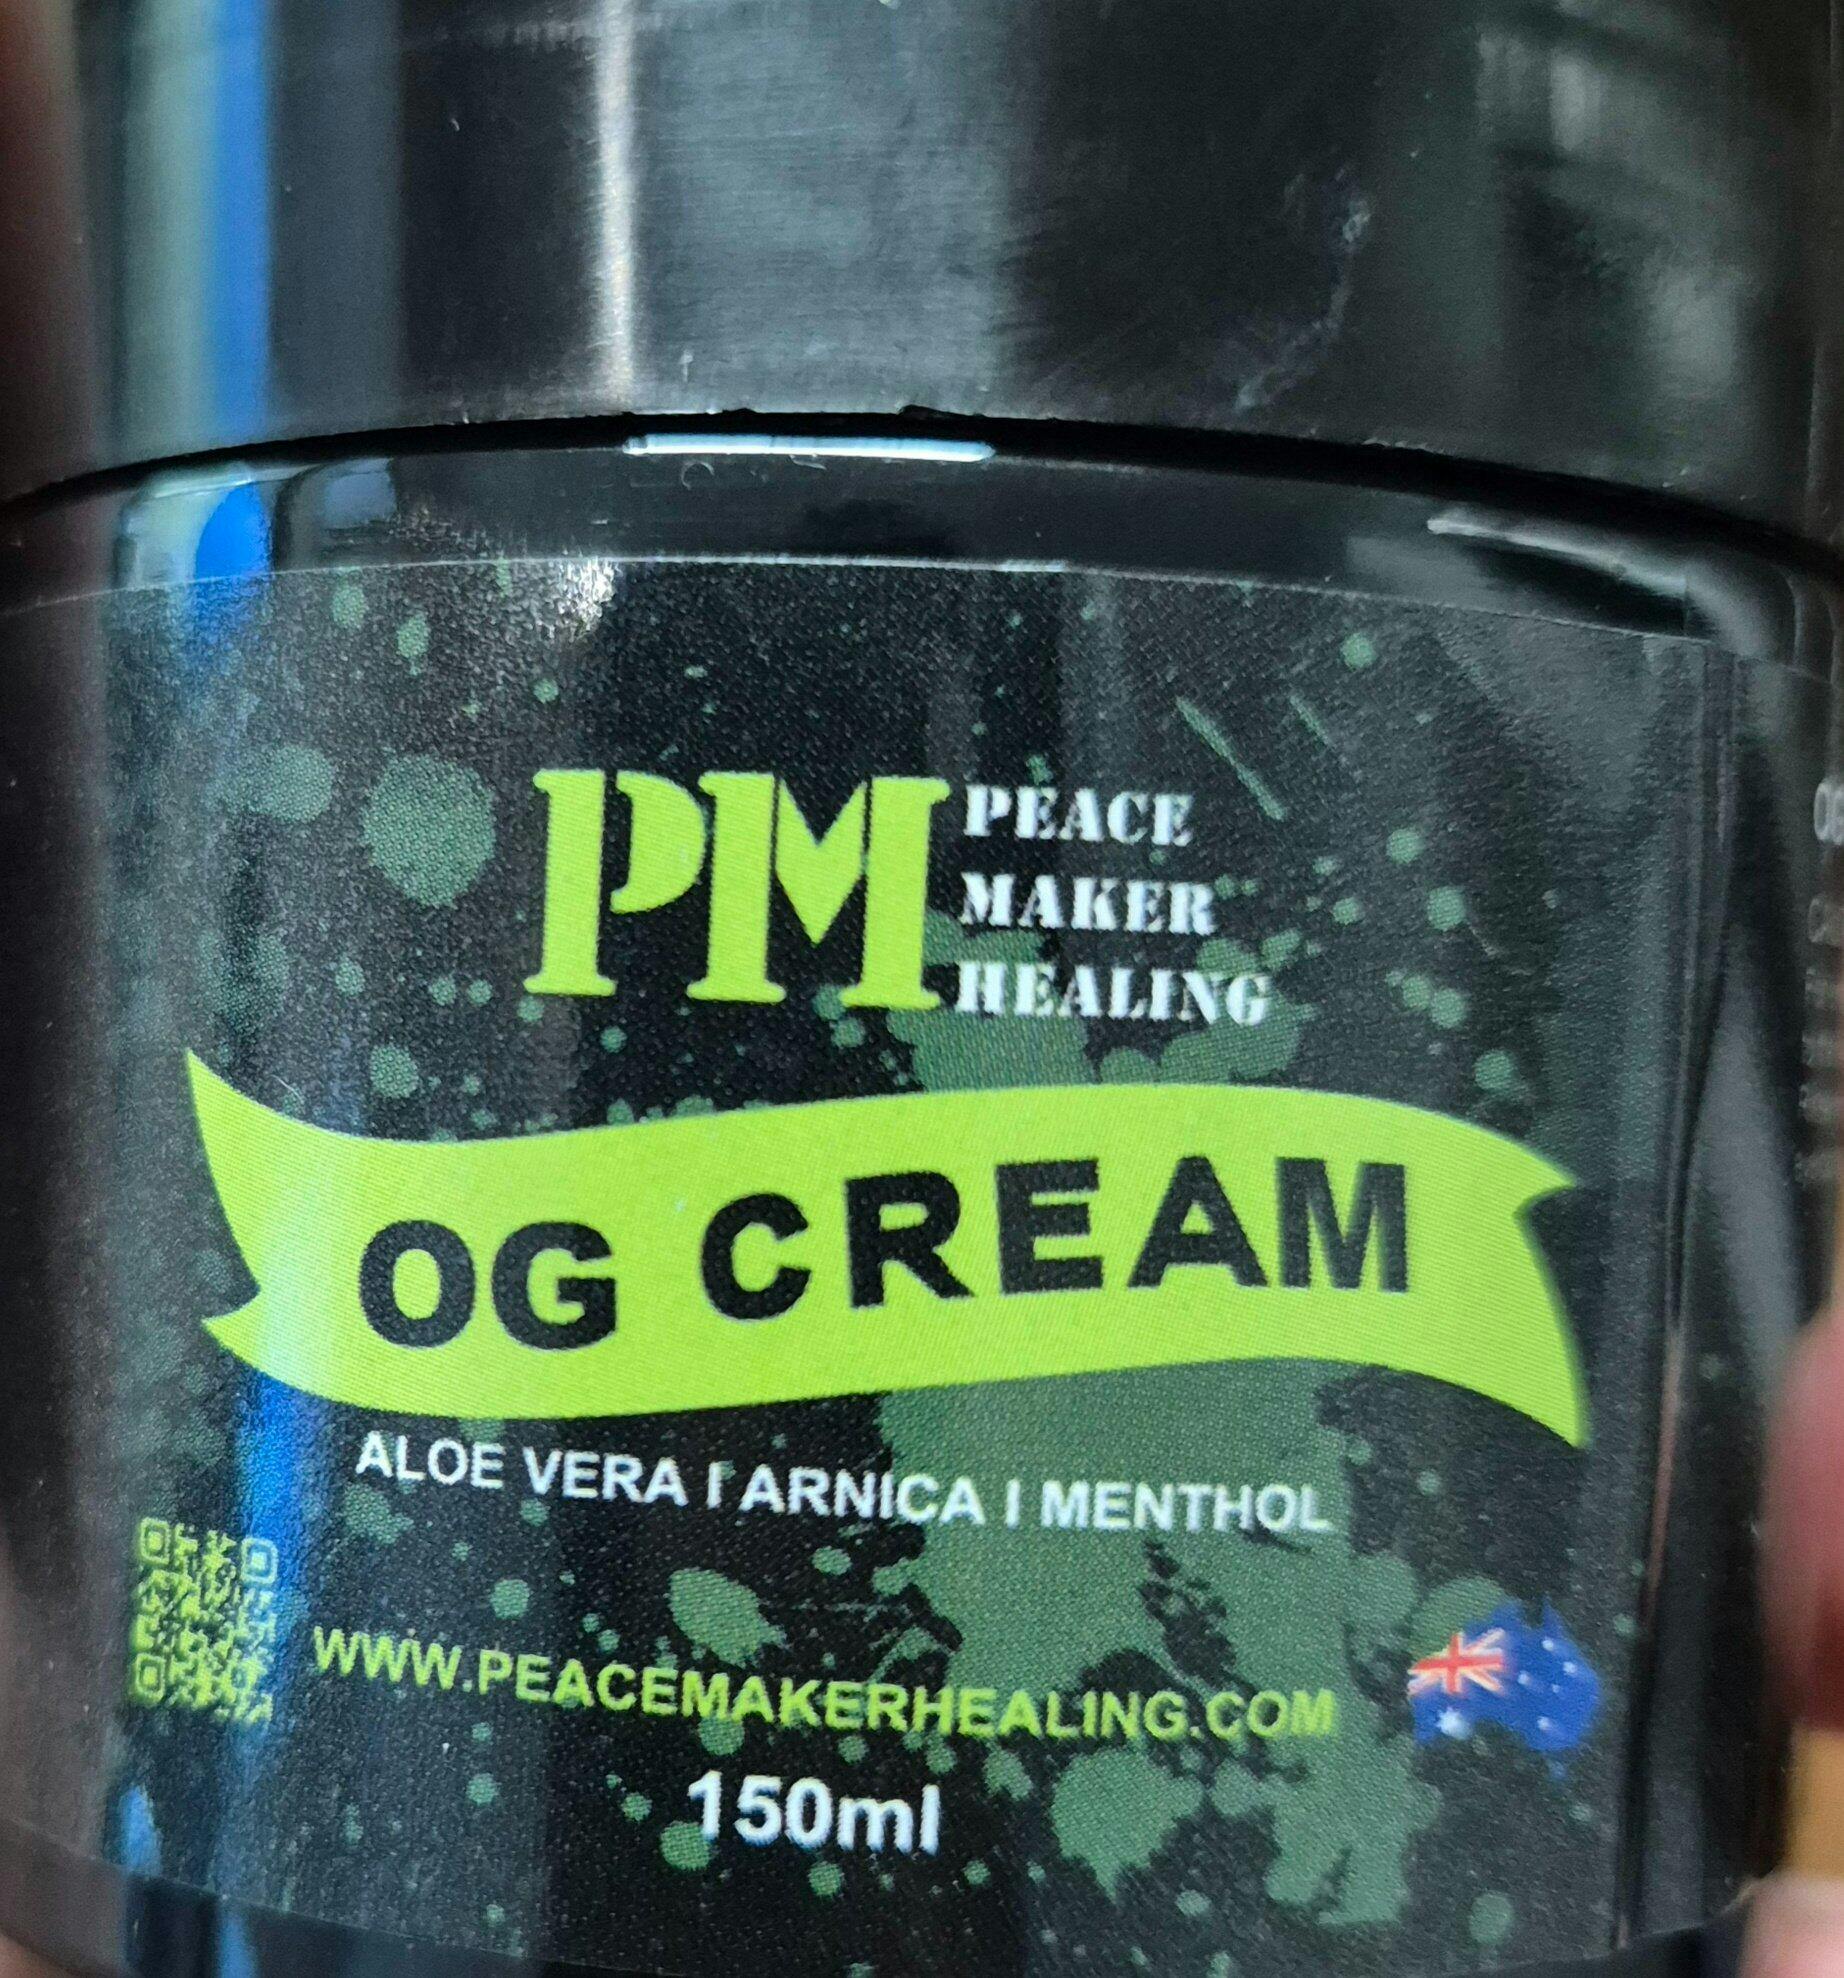 PM
PEACE
MAKER
HEALING
OG CREAM
ALOE VERA I ARNICA I MENTHOL
WWW.PEACEMAKERHEALING.COM
150ml